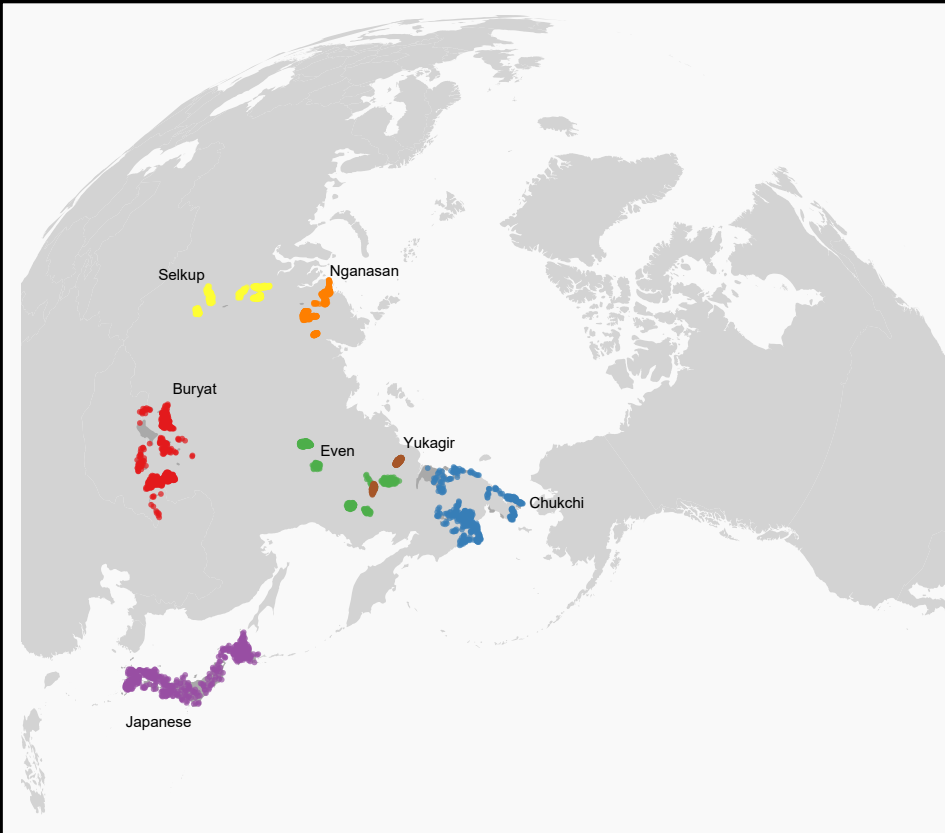 Selkup
Nganasan
Buryat
Yukagir
Even
Chukchi
Japanese